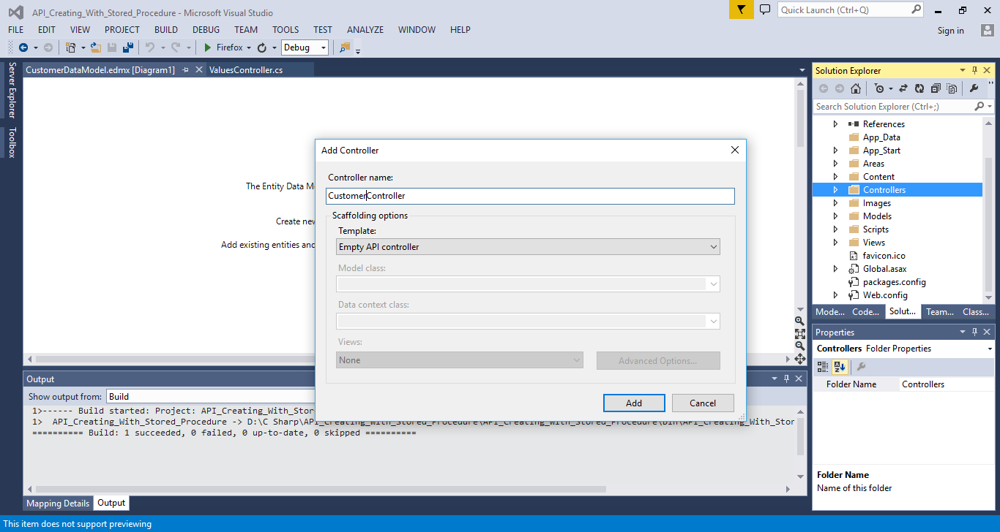 API_Creating_With_Stored_Procedure - Microsoft Visual Studio
Quick Launch (Ctrl+Q)
FILE EDIT VIEW PROJECT BUILD DEBUG TEAM TOOLS TEST ANALYZE WINDOW HELP
Sign in
Firefox
Debug
Server Explorer
Toolbox
CustomerDataModel.edmx [Diagram1]
ValuesController.cs
The Entity Data M
Create new
Add existing entities and
Add Controller
Controller name:
CustomerController
Scaffolding options
Template:
Empty API controller
Model class:
Data context class:
Views:
None
Advanced Options...
Add
Cancel
Output
Show output from:
Build
1>------ Build started: Project: API_Creating_With_Stor
1> API_Creating_With_Stored_Procedure -> D:\C Sharp\API_Creating_With_Stored_Procedure\API_Creating_With_Stored_Procedure\bin\API_Creating_With_Stor
========== Build: 1 succeeded, 0 failed, 0 up-to-date, 0 skipped ==========
Mapping Details
Output
This item does not support previewing
Solution Explorer
Search Solution Explorer (Ctrl+;)
References
App_Data
App_Start
Areas
Content
Controllers
Images
Models
Scripts
Views
favicon.ico
Global.asax
packages.config
Web.config
Mode... Code... Solut... Team... Class...
Properties
Controllers Folder Properties
Folder Name Controllers
Folder Name
Name of this folder